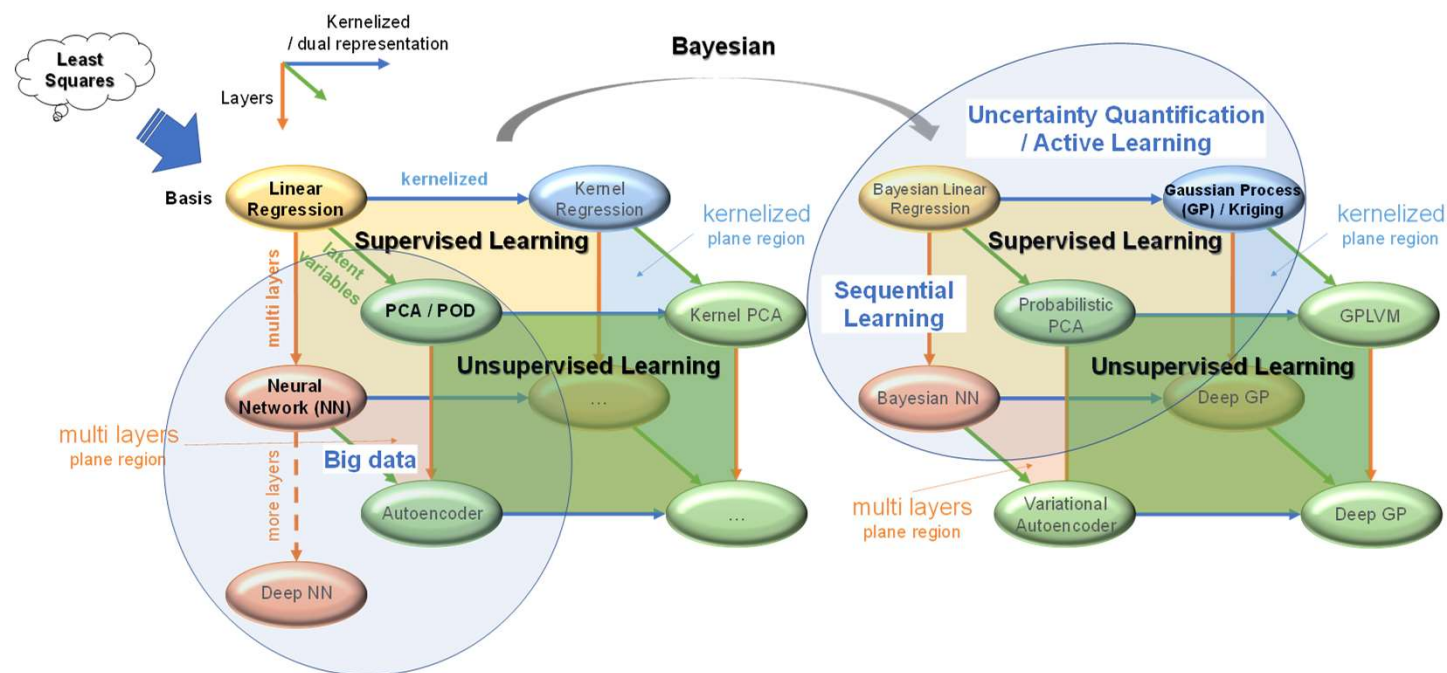 Least
Squares
Kernelized
/ dual representation
Layers
Bayesian
Uncertainty Quantification
/ Active Learning
Basis
Linear
Regression
kernelized
Kernel
Regression
Bayesian Linear
Regression
Gaussian Process
(GP) / Kriging
kernelized
plane region
kernelized
plane region
Supervised Learning
Supervised Learning
multi layers
latent
variables
PCA / POD
Kernel PCA
Sequential
Learning
Probabilistic
PCA
GPLVM
Unsupervised Learning
Unsupervised Learning
Neural
Network (NN)
...
Bayesian NN
Deep GP
multi layers
plane region
Big data
more layers
Autoencoder
...
multi layers
plane region
Variational
Autoencoder
Deep GP
Deep NN